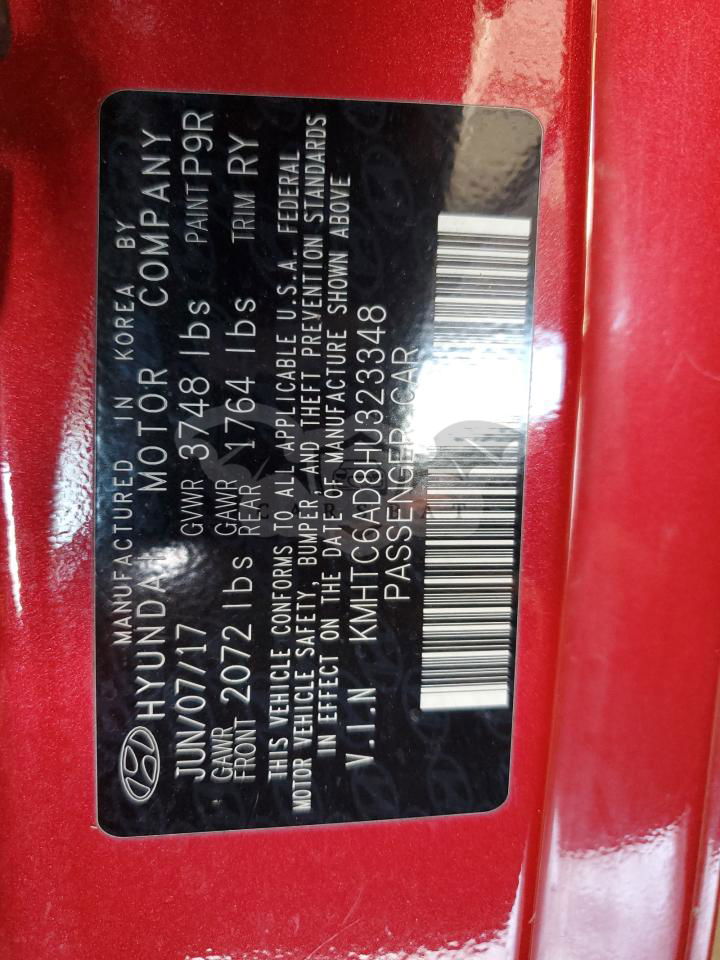 MANUFACTURED IN KOREA BY
HYUNDAI MOTOR COMPANY
JUN/07/17 GVWR 3748 lbs PAINT P9R
GAWR FRONT 2072 lbs GAWR REAR 1764 lbs TRIM RY
THIS VEHICLE CONFORMS TO ALL APPLICABLE U.S.A. FEDERAL
MOTOR VEHICLE SAFETY, BUMPER, AND THEFT PREVENTION STANDARDS
IN EFFECT ON THE DATE OF MANUFACTURE SHOWN ABOVE
V.I.N KMHTC6AD8HU323348
PASSENGER CAR
CARSBAT